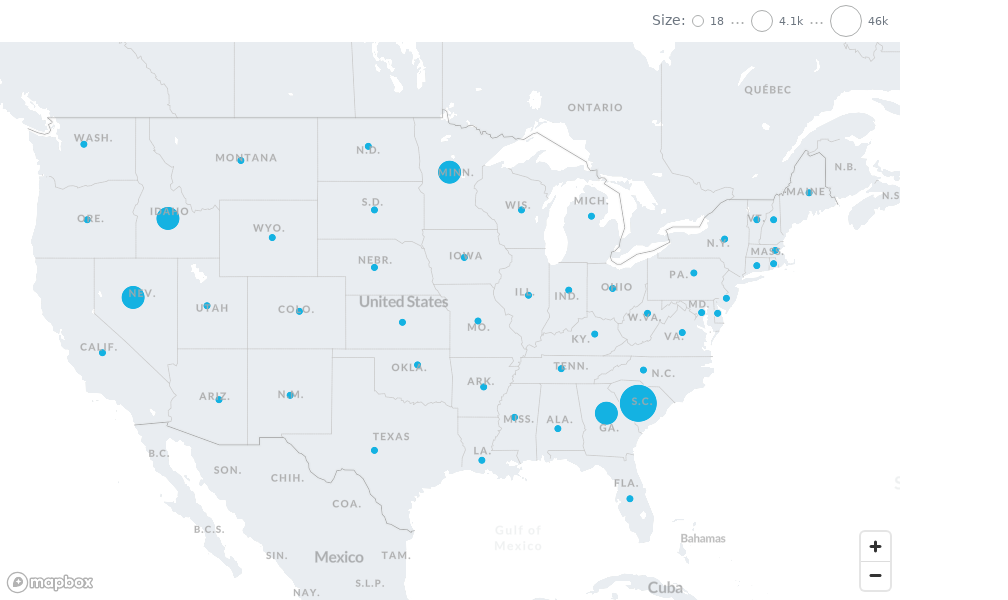 Size: 18 ... 4.1k ... 46k
QUÉBEC
ONTARIO
WASH.
MONTANA
N.D.
MINN.
N.B.
MAINE
N.S
ORE.
IDAHO
WYO.
S.D.
WIS.
MICH.
VT.
N.Y.
MASS.
NEBR.
IOWA
PA.
NEV.
UTAH
COLO.
United States
ILL.
IND.
OHIO
MD.
W.VA.
VA.
MO.
KY.
CALIF.
OKLA.
TENN.
N.C.
ARIZ.
N.M.
ARK.
S.C.
MISS.
ALA.
GA.
TEXAS
LA.
B.C.
SON.
CHIH.
FLA.
COA.
B.C.S.
Gulf of
Mexico
Bahamas
SIN.
Mexico
TAM.
S.L.P.
NAY.
Cuba
+
−
mapbox